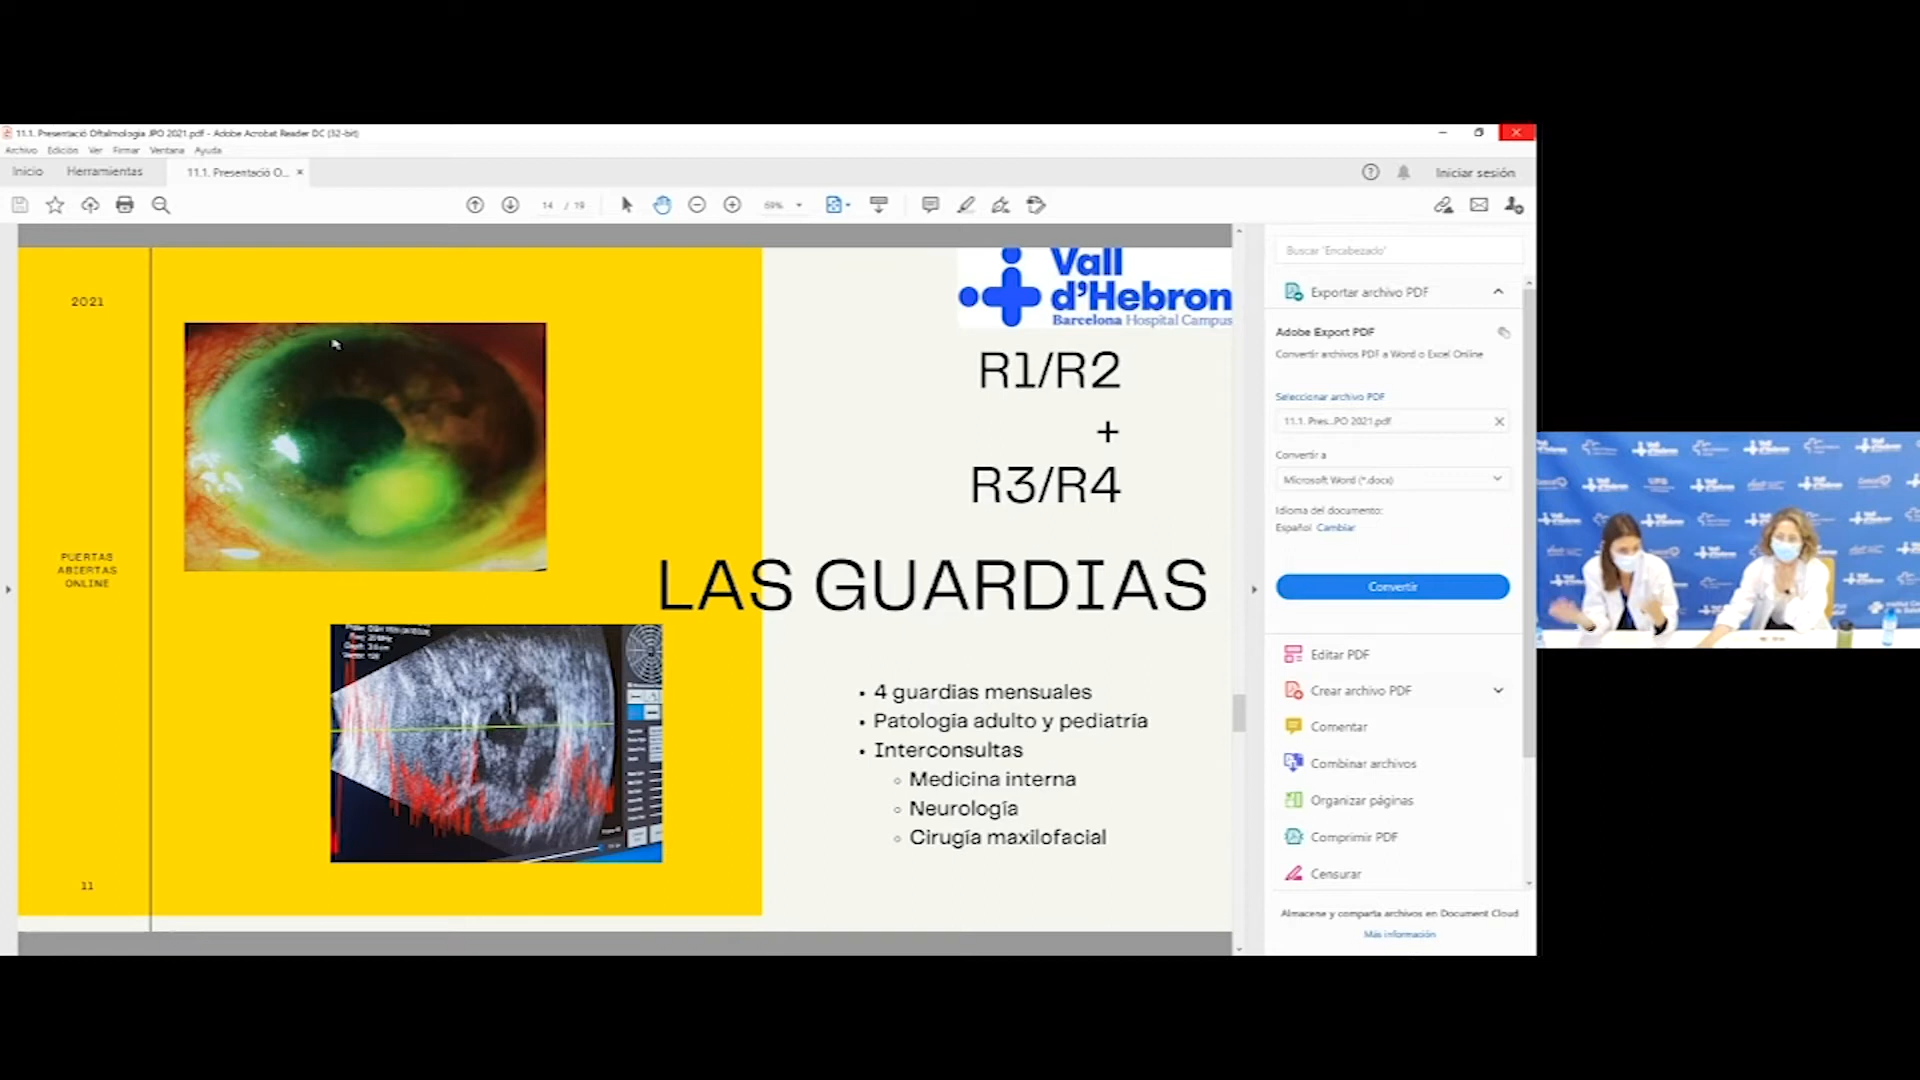 11.1. Presentació Oftalmologia JPO 2021.pdf - Adobe Acrobat Reader DC (32-bit)
Archivo Edición Ver Firmar Ventana Ayuda
Inicio Herramientas 11.1. Presentació O...
Iniciar sesión
14 / 19
69%
2021
PUERTAS
ABIERTAS
ONLINE
11
Vall
d'Hebron
Barcelona Hospital Campus
R1/R2
+
R3/R4
LAS GUARDIAS
• 4 guardias mensuales
• Patología adulto y pediatría
• Interconsultas
◦ Medicina interna
◦ Neurología
◦ Cirugía maxilofacial
Buscar 'Encabezado'
Exportar archivo PDF
Adobe Export PDF
Convertir archivos PDF a Word o Excel Online
Seleccionar archivo PDF
11.1. Pres...PO 2021.pdf
Convertir a
Microsoft Word (*.docx)
Idioma del documento:
Español Cambiar
Convertir
Editar PDF
Crear archivo PDF
Comentar
Combinar archivos
Organizar páginas
Comprimir PDF
Censurar
Almacene y comparta archivos en Document Cloud
Más información
Vall
d'Hebron